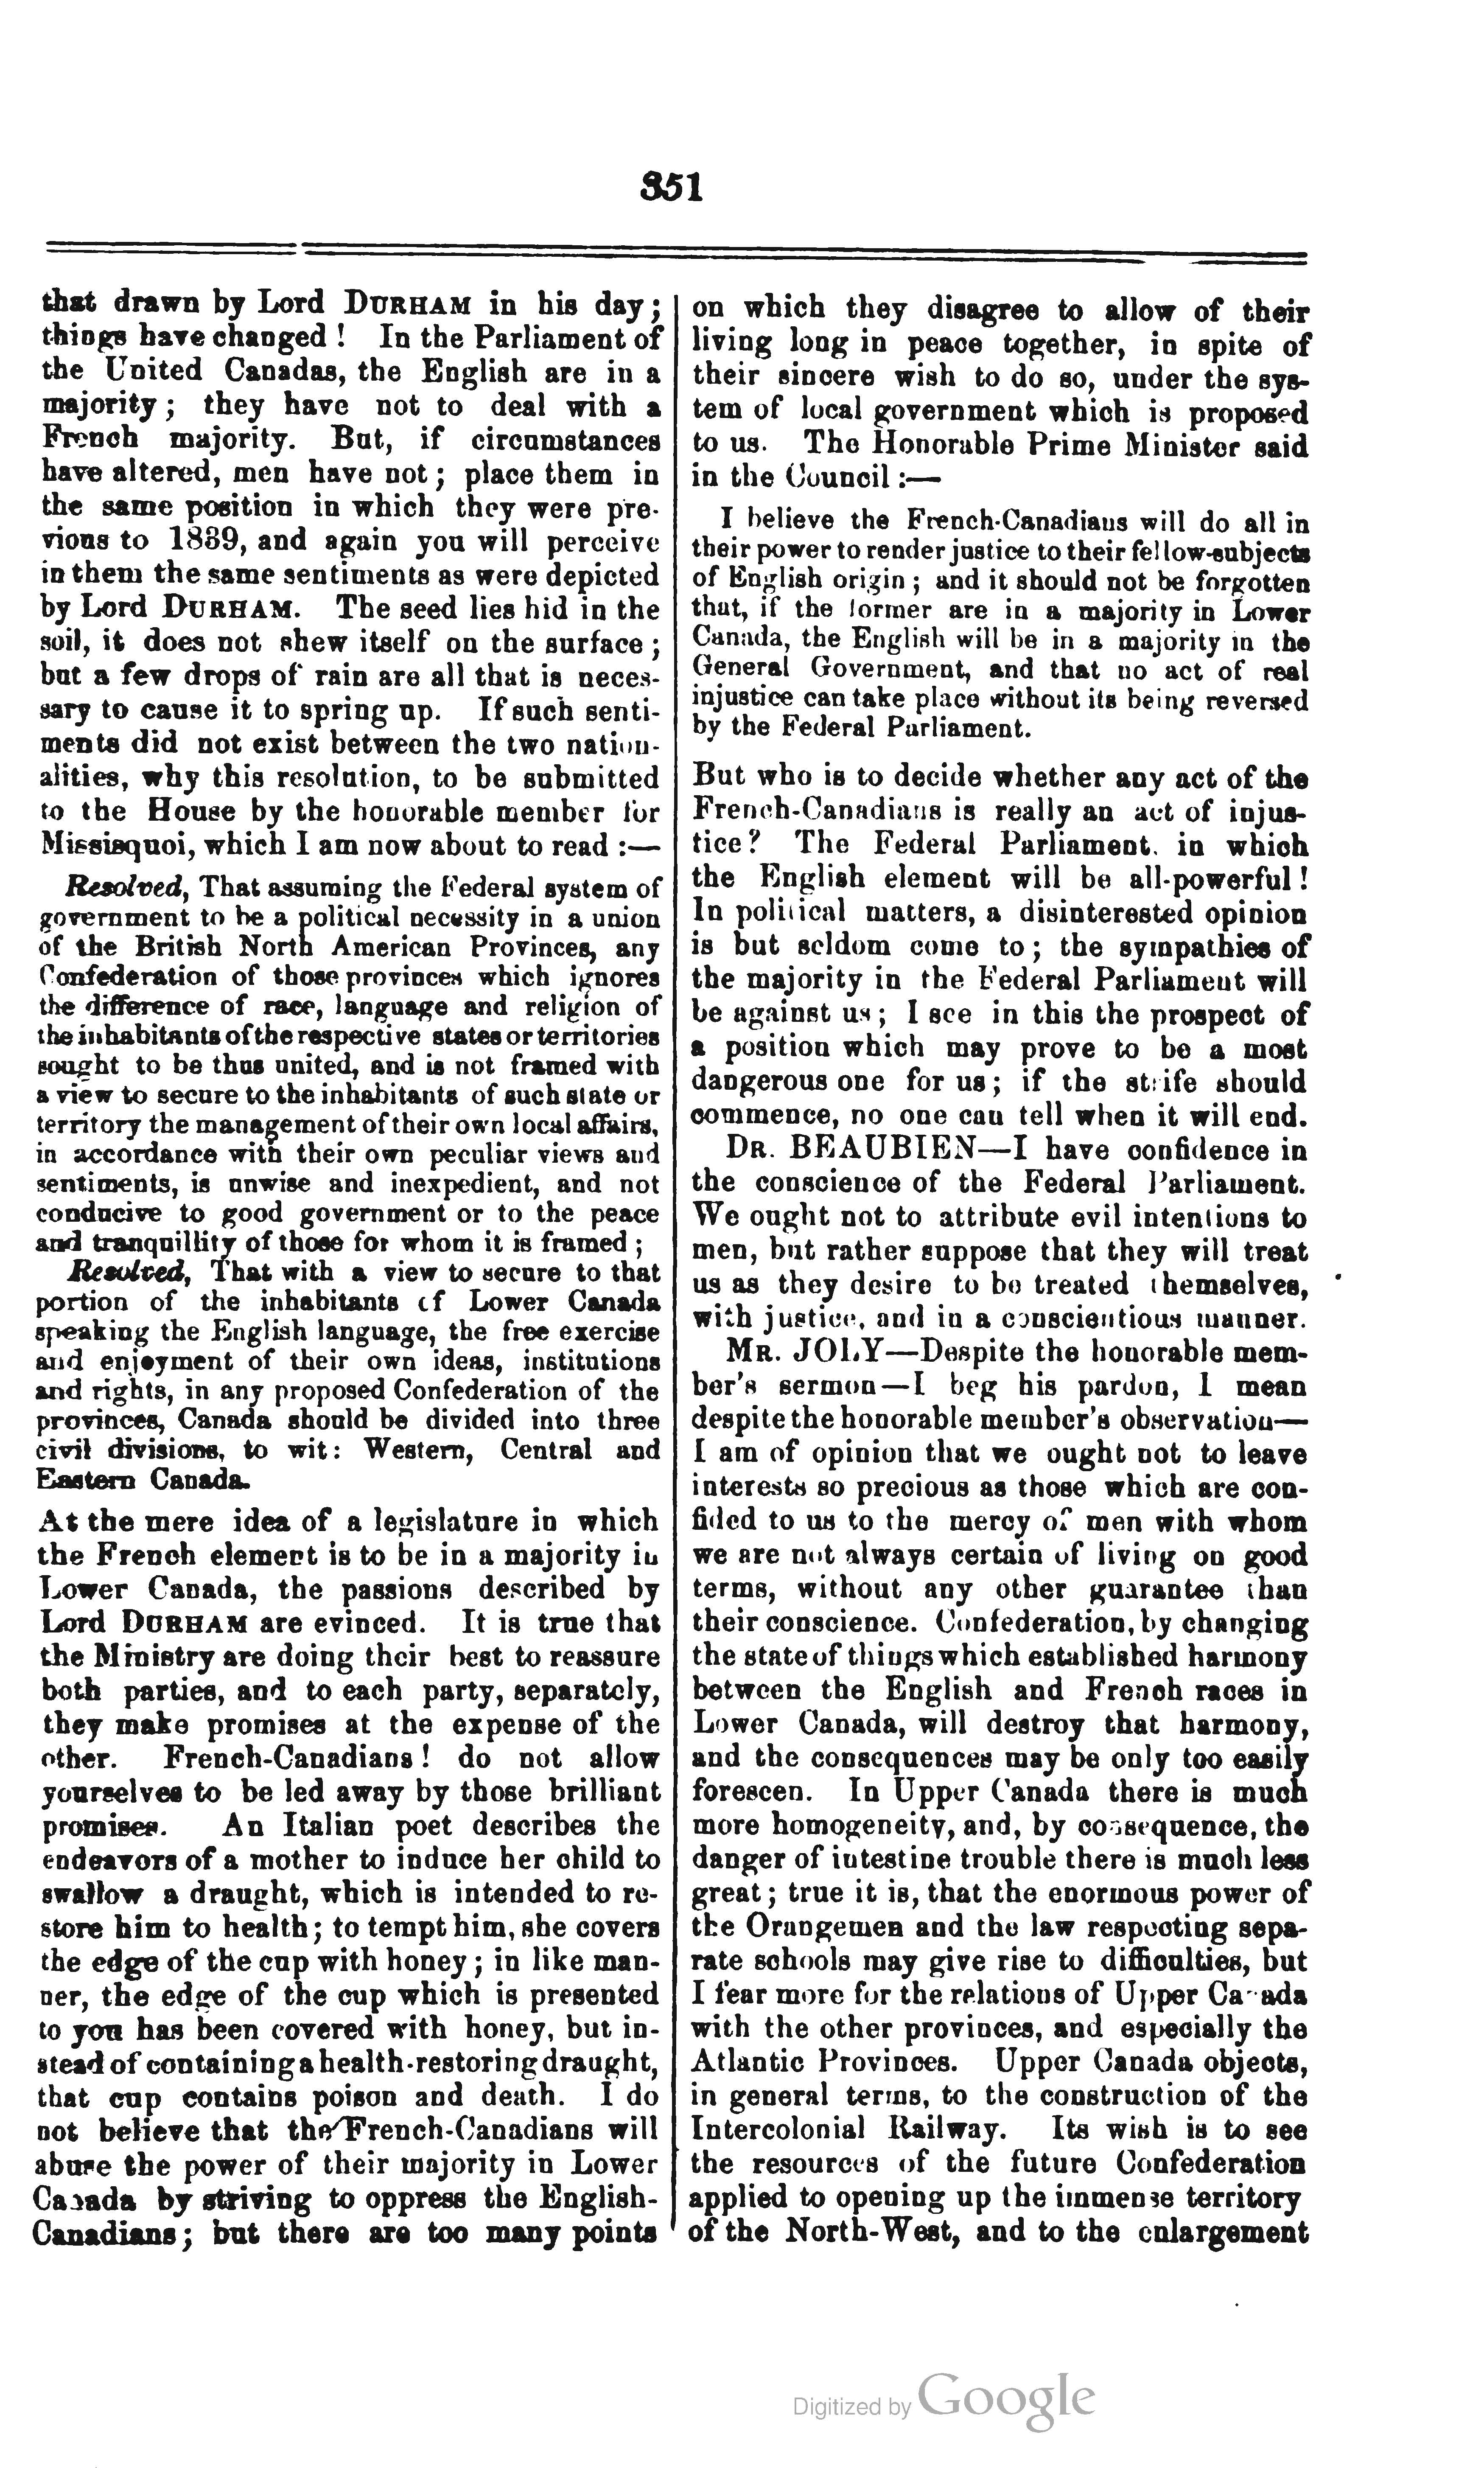 351
that drawn by Lord DURHAM in his day;
things have changed ! In the Parliament of
the United Canadas, the English are in a
majority; they have not to deal with a
French majority. But, if circumstances
have altered, men have not; place them in
the same position in which they were pre-
vious to 1839, and again you will perceive
in them the same sentiments as were depicted
by Lord DURHAM. The seed lies hid in the
soil, it does not shew itself on the surface;
but a few drops of rain are all that is neces-
sary to cause it to spring up. If such senti-
ments did not exist between the two nation-
alities, why this resolution, to be submitted
to the House by the honorable member for
Missisquoi, which I am now about to read :—
Resolved, That assuming the Federal system of
government to be a political necessity in a union
of the British North American Provinces, any
Confederation of those provinces which ignores
the difference of race, language and religion of
the inhabitants of the respective states or territories
sought to be thus united, and is not framed with
a view to secure to the inhabitants of such state or
territory the management of their own local affairs,
in accordance with their own peculiar views and
sentiments, is unwise and inexpedient, and not
conducive to good government or to the peace
and tranquillity of those for whom it is framed ;
Resolved, That with a view to secure to that
portion of the inhabitants of Lower Canada
speaking the English language, the free exercise
and enjoyment of their own ideas, institutions
and rights, in any proposed Confederation of the
provinces, Canada should be divided into three
civil divisions, to wit: Western, Central and
Eastern Canada.
At the mere idea of a legislature in which
the French element is to be in a majority in
Lower Canada, the passions described by
Lord DURHAM are evinced. It is true that
the Ministry are doing their best to reassure
both parties, and to each party, separately,
they make promises at the expense of the
other. French-Canadians! do not allow
yourselves to be led away by those brilliant
promises. An Italian poet describes the
endeavors of a mother to induce her child to
swallow a draught, which is intended to re-
store him to health; to tempt him, she covers
the edge of the cup with honey; in like man-
ner, the edge of the cup which is presented
to you has been covered with honey, but in-
stead of containing a health-restoring draught,
that cup contains poison and death. I do
not believe that the French-Canadians will
abuse the power of their majority in Lower
Canada by striving to oppress the English-
Canadians; but there are too many points
on which they disagree to allow of their
living long in peace together, in spite of
their sincere wish to do so, under the sys-
tem of local government which is proposed
to us. The Honorable Prime Minister said
in the Council :—
I believe the French-Canadians will do all in
their power to render justice to their fellow-subjects
of English origin ; and it should not be forgotten
that, if the former are in a majority in Lower
Canada, the English will be in a majority in the
General Government, and that no act of real
injustice can take place without its being reversed
by the Federal Parliament.
But who is to decide whether any act of the
French-Canadians is really an act of injus-
tice? The Federal Parliament, in which
the English element will be all-powerful!
In political matters, a disinterested opinion
is but seldom come to; the sympathies of
the majority in the Federal Parliament will
be against us; I see in this the prospect of
a position which may prove to be a most
dangerous one for us; if the strife should
commence, no one can tell when it will end.
DR. BEAUBIEN—I have confidence in
the conscience of the Federal Parliament.
We ought not to attribute evil intentions to
men, but rather suppose that they will treat
us as they desire to be treated themselves,
with justice, and in a conscientious manner.
MR. JOLY—Despite the honorable mem-
ber's sermon—I beg his pardon, I mean
despite the honorable member's observation—
I am of opinion that we ought not to leave
interests so precious as those which are con-
fided to us to the mercy of men with whom
we are not always certain of living on good
terms, without any other guarantee than
their conscience. Confederation, by changing
the state of things which established harmony
between the English and French races in
Lower Canada, will destroy that harmony,
and the consequences may be only too easily
foreseen. In Upper Canada there is much
more homogeneity, and, by consequence, the
danger of intestine trouble there is much less
great; true it is, that the enormous power of
the Orangemen and the law respecting sepa-
rate schools may give rise to difficulties, but
I fear more for the relations of Upper Canada
with the other provinces, and especially the
Atlantic Provinces. Upper Canada objects,
in general terms, to the construction of the
Intercolonial Railway. Its wish is to see
the resources of the future Confederation
applied to opening up the immense territory
of the North-West, and to the enlargement
Digitized by Google